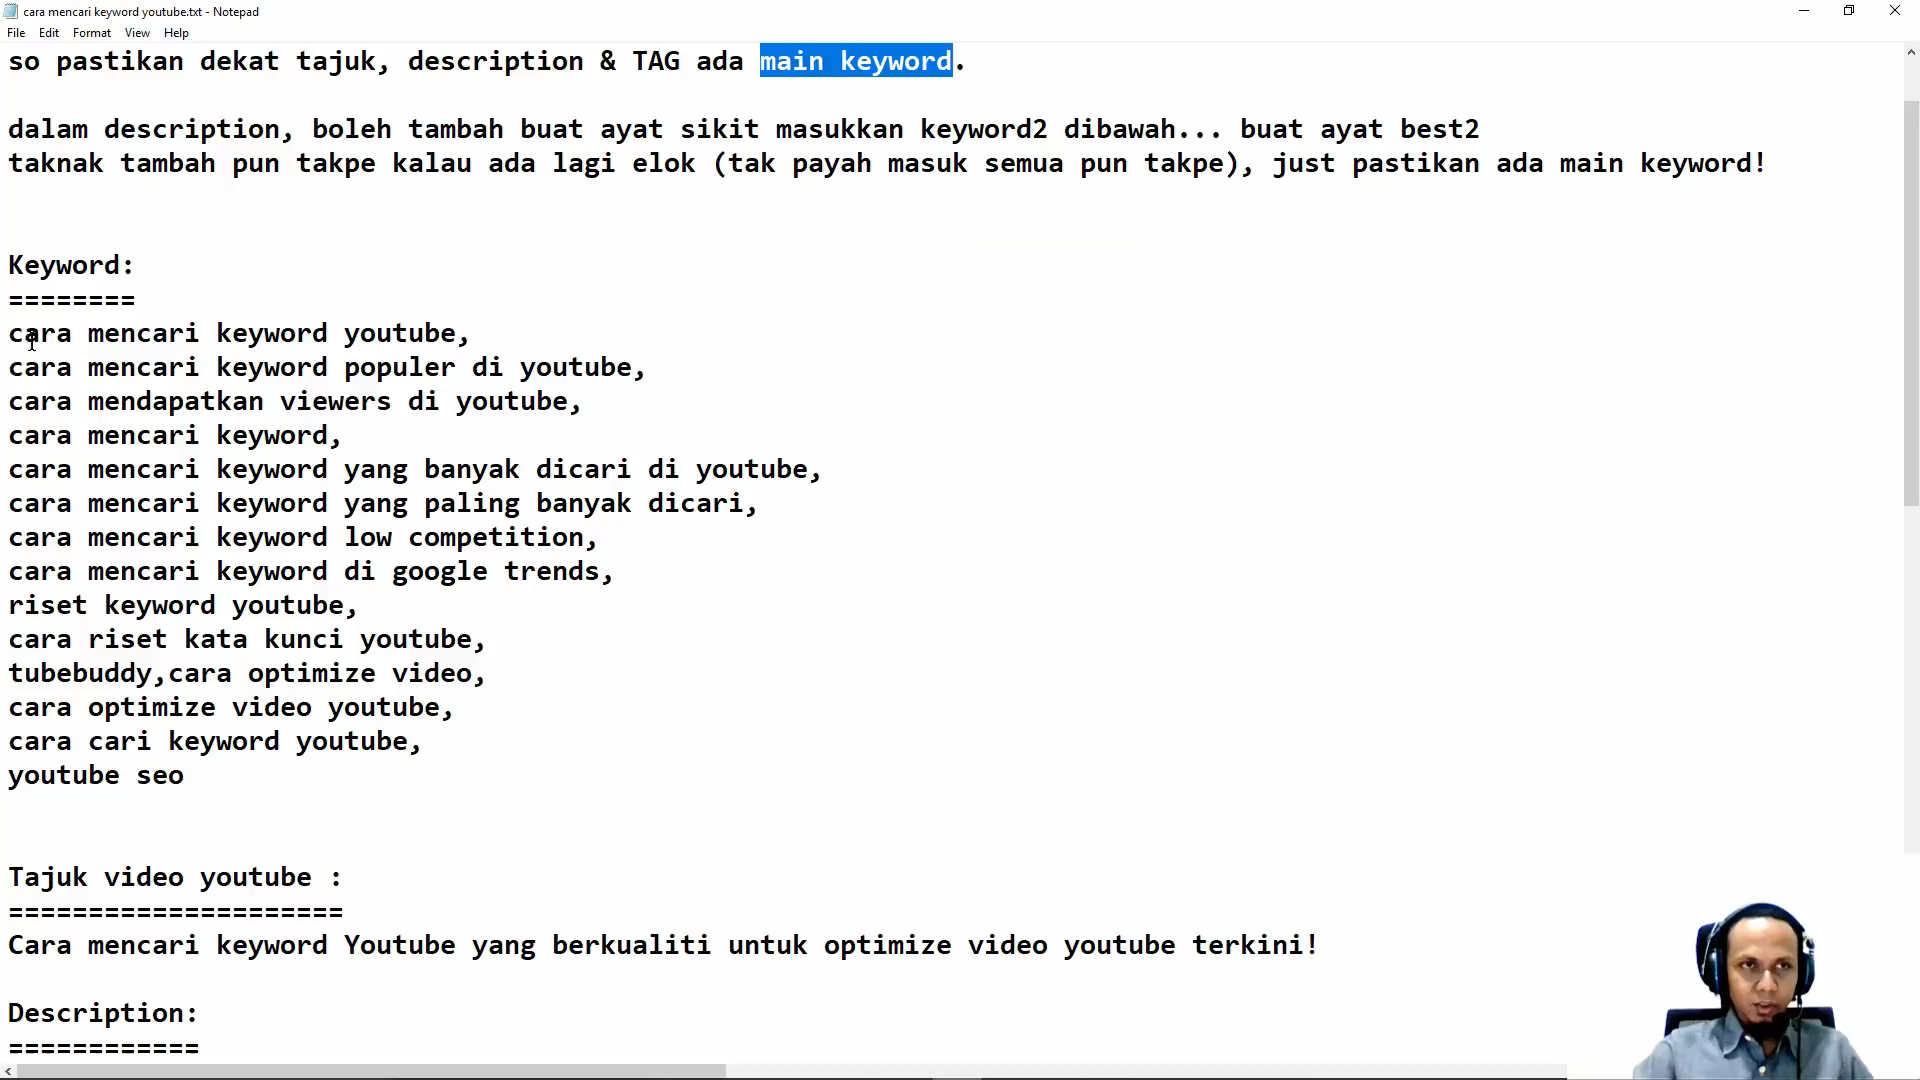 cara mencari keyword youtube.txt - Notepad
File Edit Format View Help
so pastikan dekat tajuk, description & TAG ada main keyword.
dalam description, boleh tambah buat ayat sikit masukkan keyword2 dibawah... buat ayat best2
taknak tambah pun takpe kalau ada lagi elok (tak payah masuk semua pun takpe), just pastikan ada main keyword!
Keyword:
========
cara mencari keyword youtube,
cara mencari keyword populer di youtube,
cara mendapatkan viewers di youtube,
cara mencari keyword,
cara mencari keyword yang banyak dicari di youtube,
cara mencari keyword yang paling banyak dicari,
cara mencari keyword low competition,
cara mencari keyword di google trends,
riset keyword youtube,
cara riset kata kunci youtube,
tubebuddy,cara optimize video,
cara optimize video youtube,
cara cari keyword youtube,
youtube seo
Tajuk video youtube :
=====================
Cara mencari keyword Youtube yang berkualiti untuk optimize video youtube terkini!
Description:
============